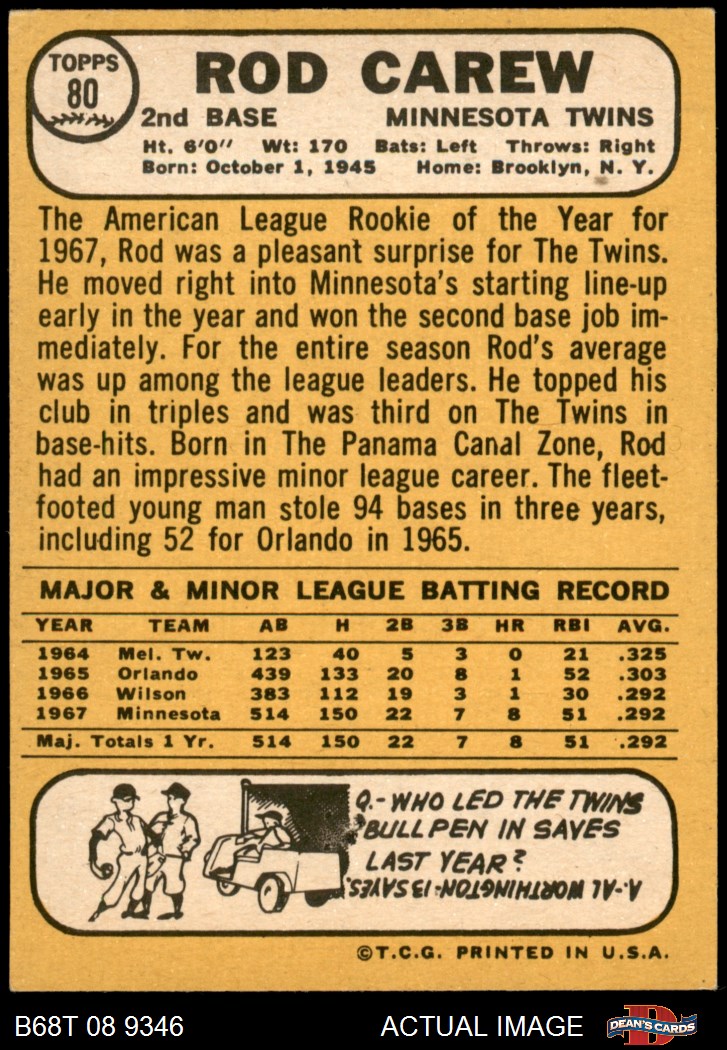 TOPPS
80
ROD CAREW
2nd BASE MINNESOTA TWINS
Ht. 6'0" Wt: 170 Bats: Left Throws: Right
Born: October 1, 1945 Home: Brooklyn, N. Y.
The American League Rookie of the Year for
1967, Rod was a pleasant surprise for The Twins.
He moved right into Minnesota's starting line-up
early in the year and won the second base job im-
mediately. For the entire season Rod's average
was up among the league leaders. He topped his
club in triples and was third on The Twins in
base-hits. Born in The Panama Canal Zone, Rod
had an impressive minor league career. The fleet-
footed young man stole 94 bases in three years,
including 52 for Orlando in 1965.
MAJOR & MINOR LEAGUE BATTING RECORD
YEAR TEAM AB H 2B 3B HR RBI AVG.
1964 Mel. Tw. 123 40 5 3 0 21 .325
1965 Orlando 439 133 20 8 1 52 .303
1966 Wilson 383 112 19 3 1 30 .292
1967 Minnesota 514 150 22 7 8 51 .292
Maj. Totals 1 Yr. 514 150 22 7 8 51 .292
Q.- WHO LED THE TWINS
BULLPEN IN SAVES
LAST YEAR?
A.-AL WORTHINGTON-13 SAVES.
©T.C.G. PRINTED IN U.S.A.
B68T 08 9346 ACTUAL IMAGE D DEAN'S CARDS